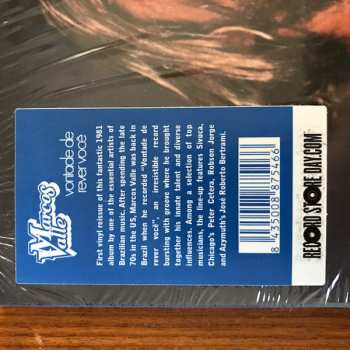 Marcos
Valle
vontade de
rever você
First vinyl reissue of this fantastic 1981
album by one of the essential artists of
Brazilian music. After spending the late
70s in the US, Marcos Valle was back in
Brazil when he recorded "Vontade de
rever você", an irresistible record
bursting with groove where he brought
together his innate talent and diverse
influences. Among a selection of top
musicians, the line-up features Sivuca,
Chicago's Peter Cetera, Robson Jorge
and Azymuth's José Roberto Bertrami.
8 435008 875466
RECORD STORE DAY.COM